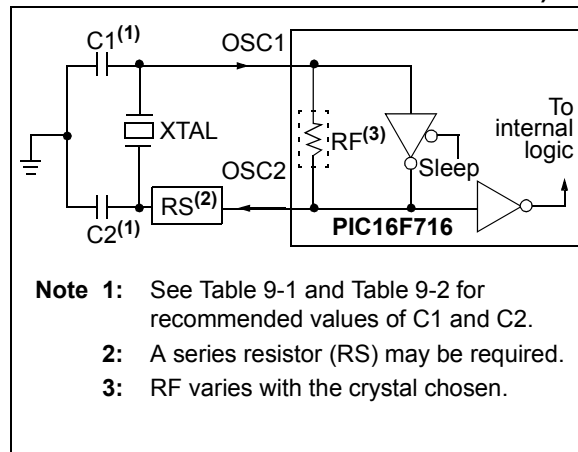 C1(1)
OSC1
XTAL
RF(3)
To
internal
logic
Sleep
OSC2
RS(2)
C2(1)
PIC16F716
Note 1: See Table 9-1 and Table 9-2 for
recommended values of C1 and C2.
2: A series resistor (RS) may be required.
3: RF varies with the crystal chosen.